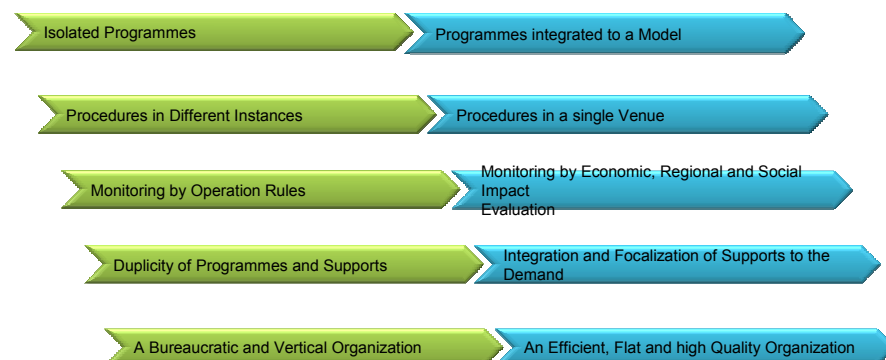 Isolated Programmes
Programmes integrated to a Model
Procedures in Different Instances
Procedures in a single Venue
Monitoring by Operation Rules
Monitoring by Economic, Regional and Social
Impact
Evaluation
Duplicity of Programmes and Supports
Integration and Focalization of Supports to the
Demand
A Bureaucratic and Vertical Organization
An Efficient, Flat and high Quality Organization